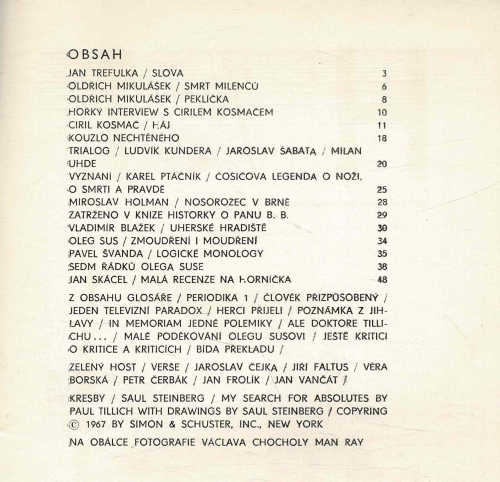 OBSAH
JAN TREFULKA / SLOVA 3
OLDRICH MIKULÁŠEK / SMRT MILENCŮ 6
OLDRICH MIKULÁŠEK / PEKLIČKA 8
HOŘKÝ INTERVIEW S CIRILEM KOSMAČEM 10
CIRIL KOSMAČ / HÁJ 11
KOUZLO NECHTĚNÉHO 18
TRIALOG / LUDVÍK KUNDERA / JAROSLAV ŠABATA / MILAN
UHDE 20
VYZNÁNÍ / KAREL PTÁČNÍK / ČOSIČOVA LEGENDA O NOŽI,
O SMRTI A PRAVDĚ 25
MIROSLAV HOLMAN / NOSOROŽEC V BRNĚ 28
ZATRŽENO V KNIZE HISTORKY O PANU B. B. 29
VLADIMÍR BLAŽEK / UHERSKÉ HRADIŠTĚ 30
OLEG SUS / ZMOUDŘENÍ I MOUDŘENÍ 34
PAVEL ŠVANDA / LOGICKÉ MONOLOGY 35
SEDM ŘÁDKŮ OLEGA SUSE 38
JAN SKÁCEL / MALÁ RECENZE NA HORNÍČKA 48
Z OBSAHU GLOSÁŘE / PERIODIKA 1 / ČLOVĚK PŘIZPŮSOBENÝ /
JEDEN TELEVIZNÍ PARADOX / HERCI PŘIJELI / POZNÁMKA Z JIH-
LAVY / IN MEMORIAM JEDNÉ POLEMIKY / ALE DOKTORE TILLI-
CHU ... / MALÉ PODĚKOVÁNÍ OLEGU SUSOVI / JEŠTĚ KRITICI
O KRITICE A KRITICÍCH / BÍDA PŘEKLADU /
ZELENÝ HOST / VERŠE / JAROSLAV ČEJKA / JIŘÍ FALTUS / VĚRA
BORSKÁ / PETR ČERBÁK / JAN FROLÍK / JAN VANČÁT /
KRESBY / SAUL STEINBERG / MY SEARCH FOR ABSOLUTES BY
PAUL TILLICH WITH DRAWINGS BY SAUL STEINBERG / COPYRING
© 1967 BY SIMON & SCHUSTER, INC., NEW YORK
NA OBÁLCE FOTOGRAFIE VÁCLAVA CHOCHOLY MAN RAY